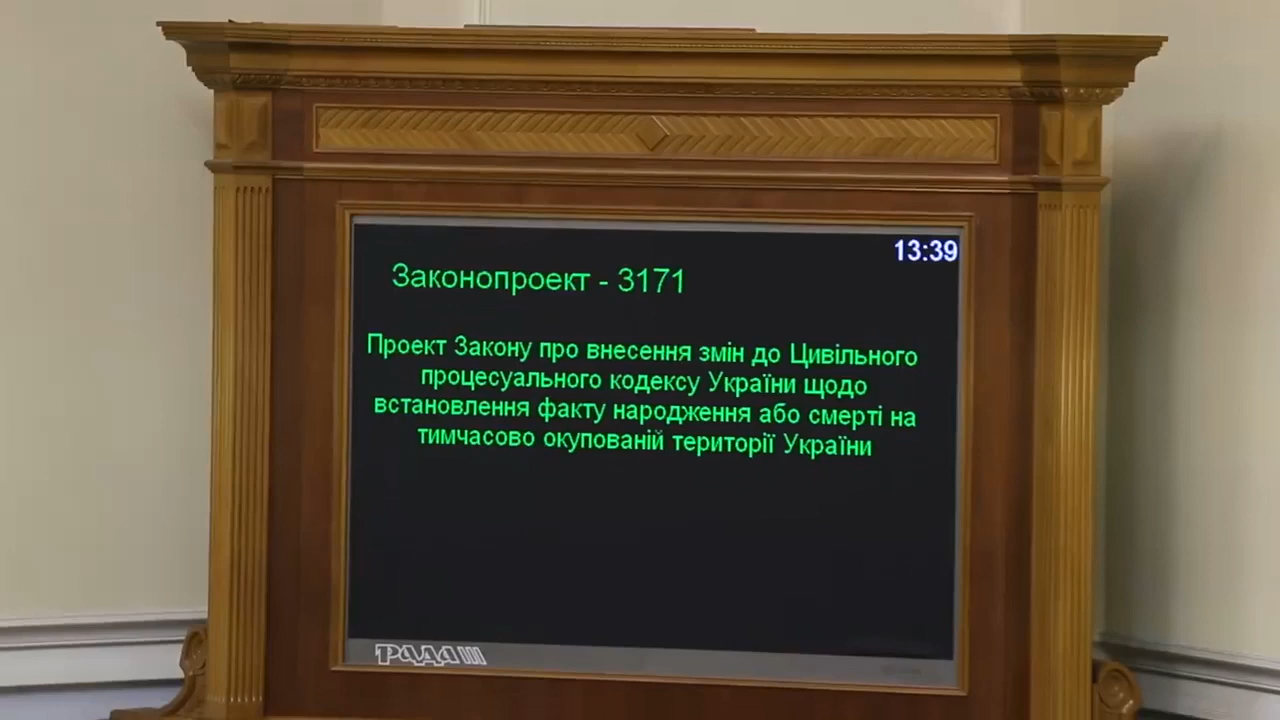 13:39
Законопроект - 3171
Проект Закону про внесення змін до Цивільного
процесуального кодексу України щодо
встановлення факту народження або смерті на
тимчасово окупованій території України
РАДА III